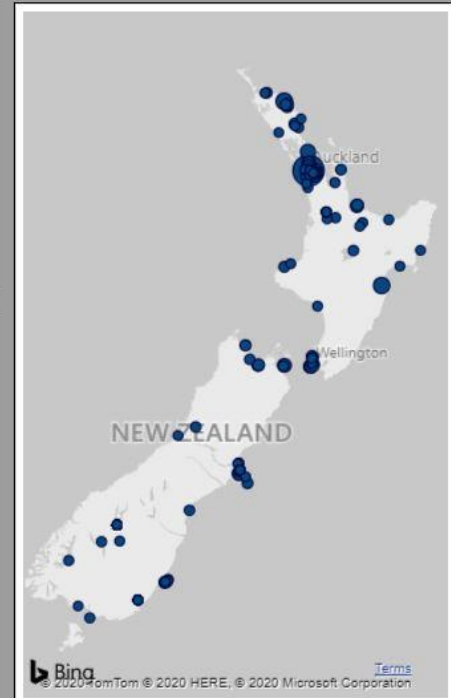 Auckland
Wellington
NEW ZEALAND
Bing
Terms
© 2020 TomTom © 2020 HERE, © 2020 Microsoft Corporation